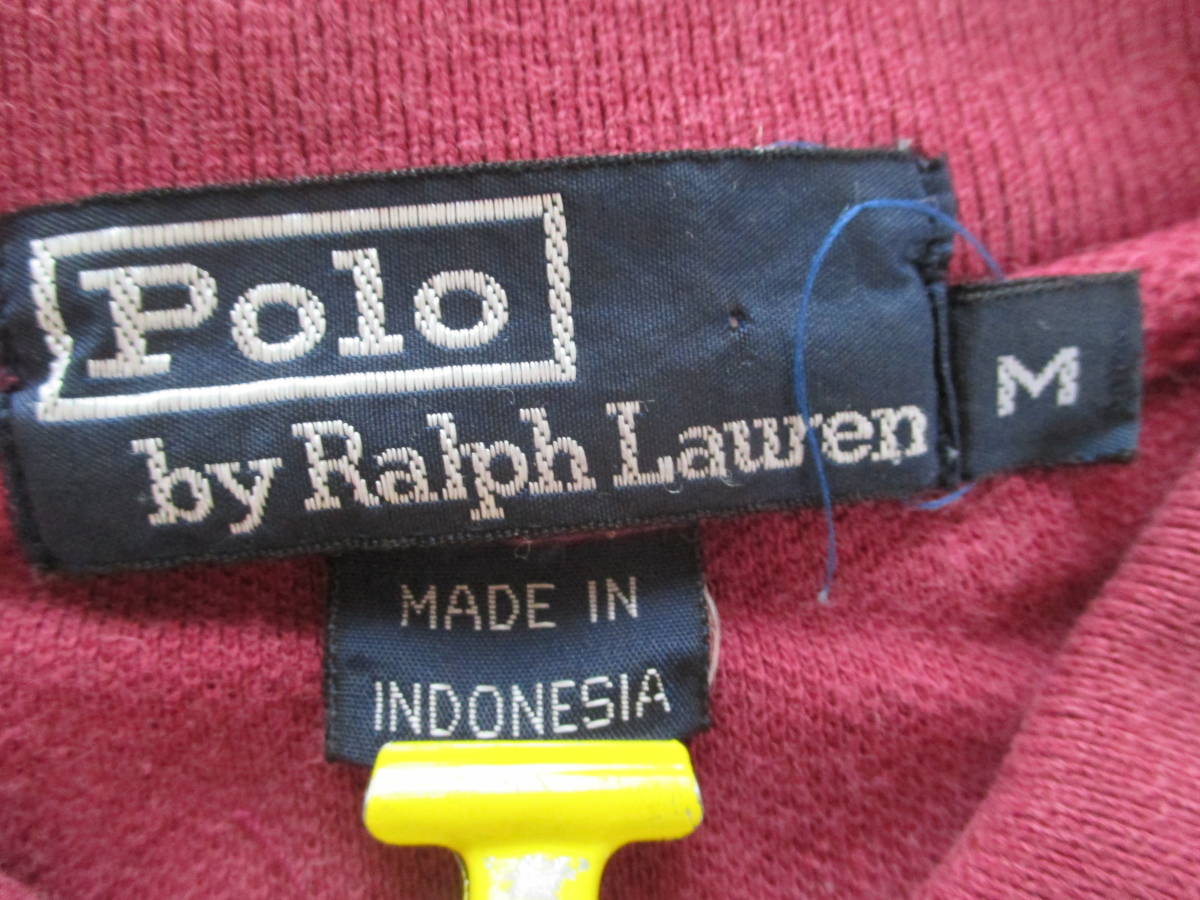 Polo
by Ralph Lauren
M
MADE IN
INDONESIA